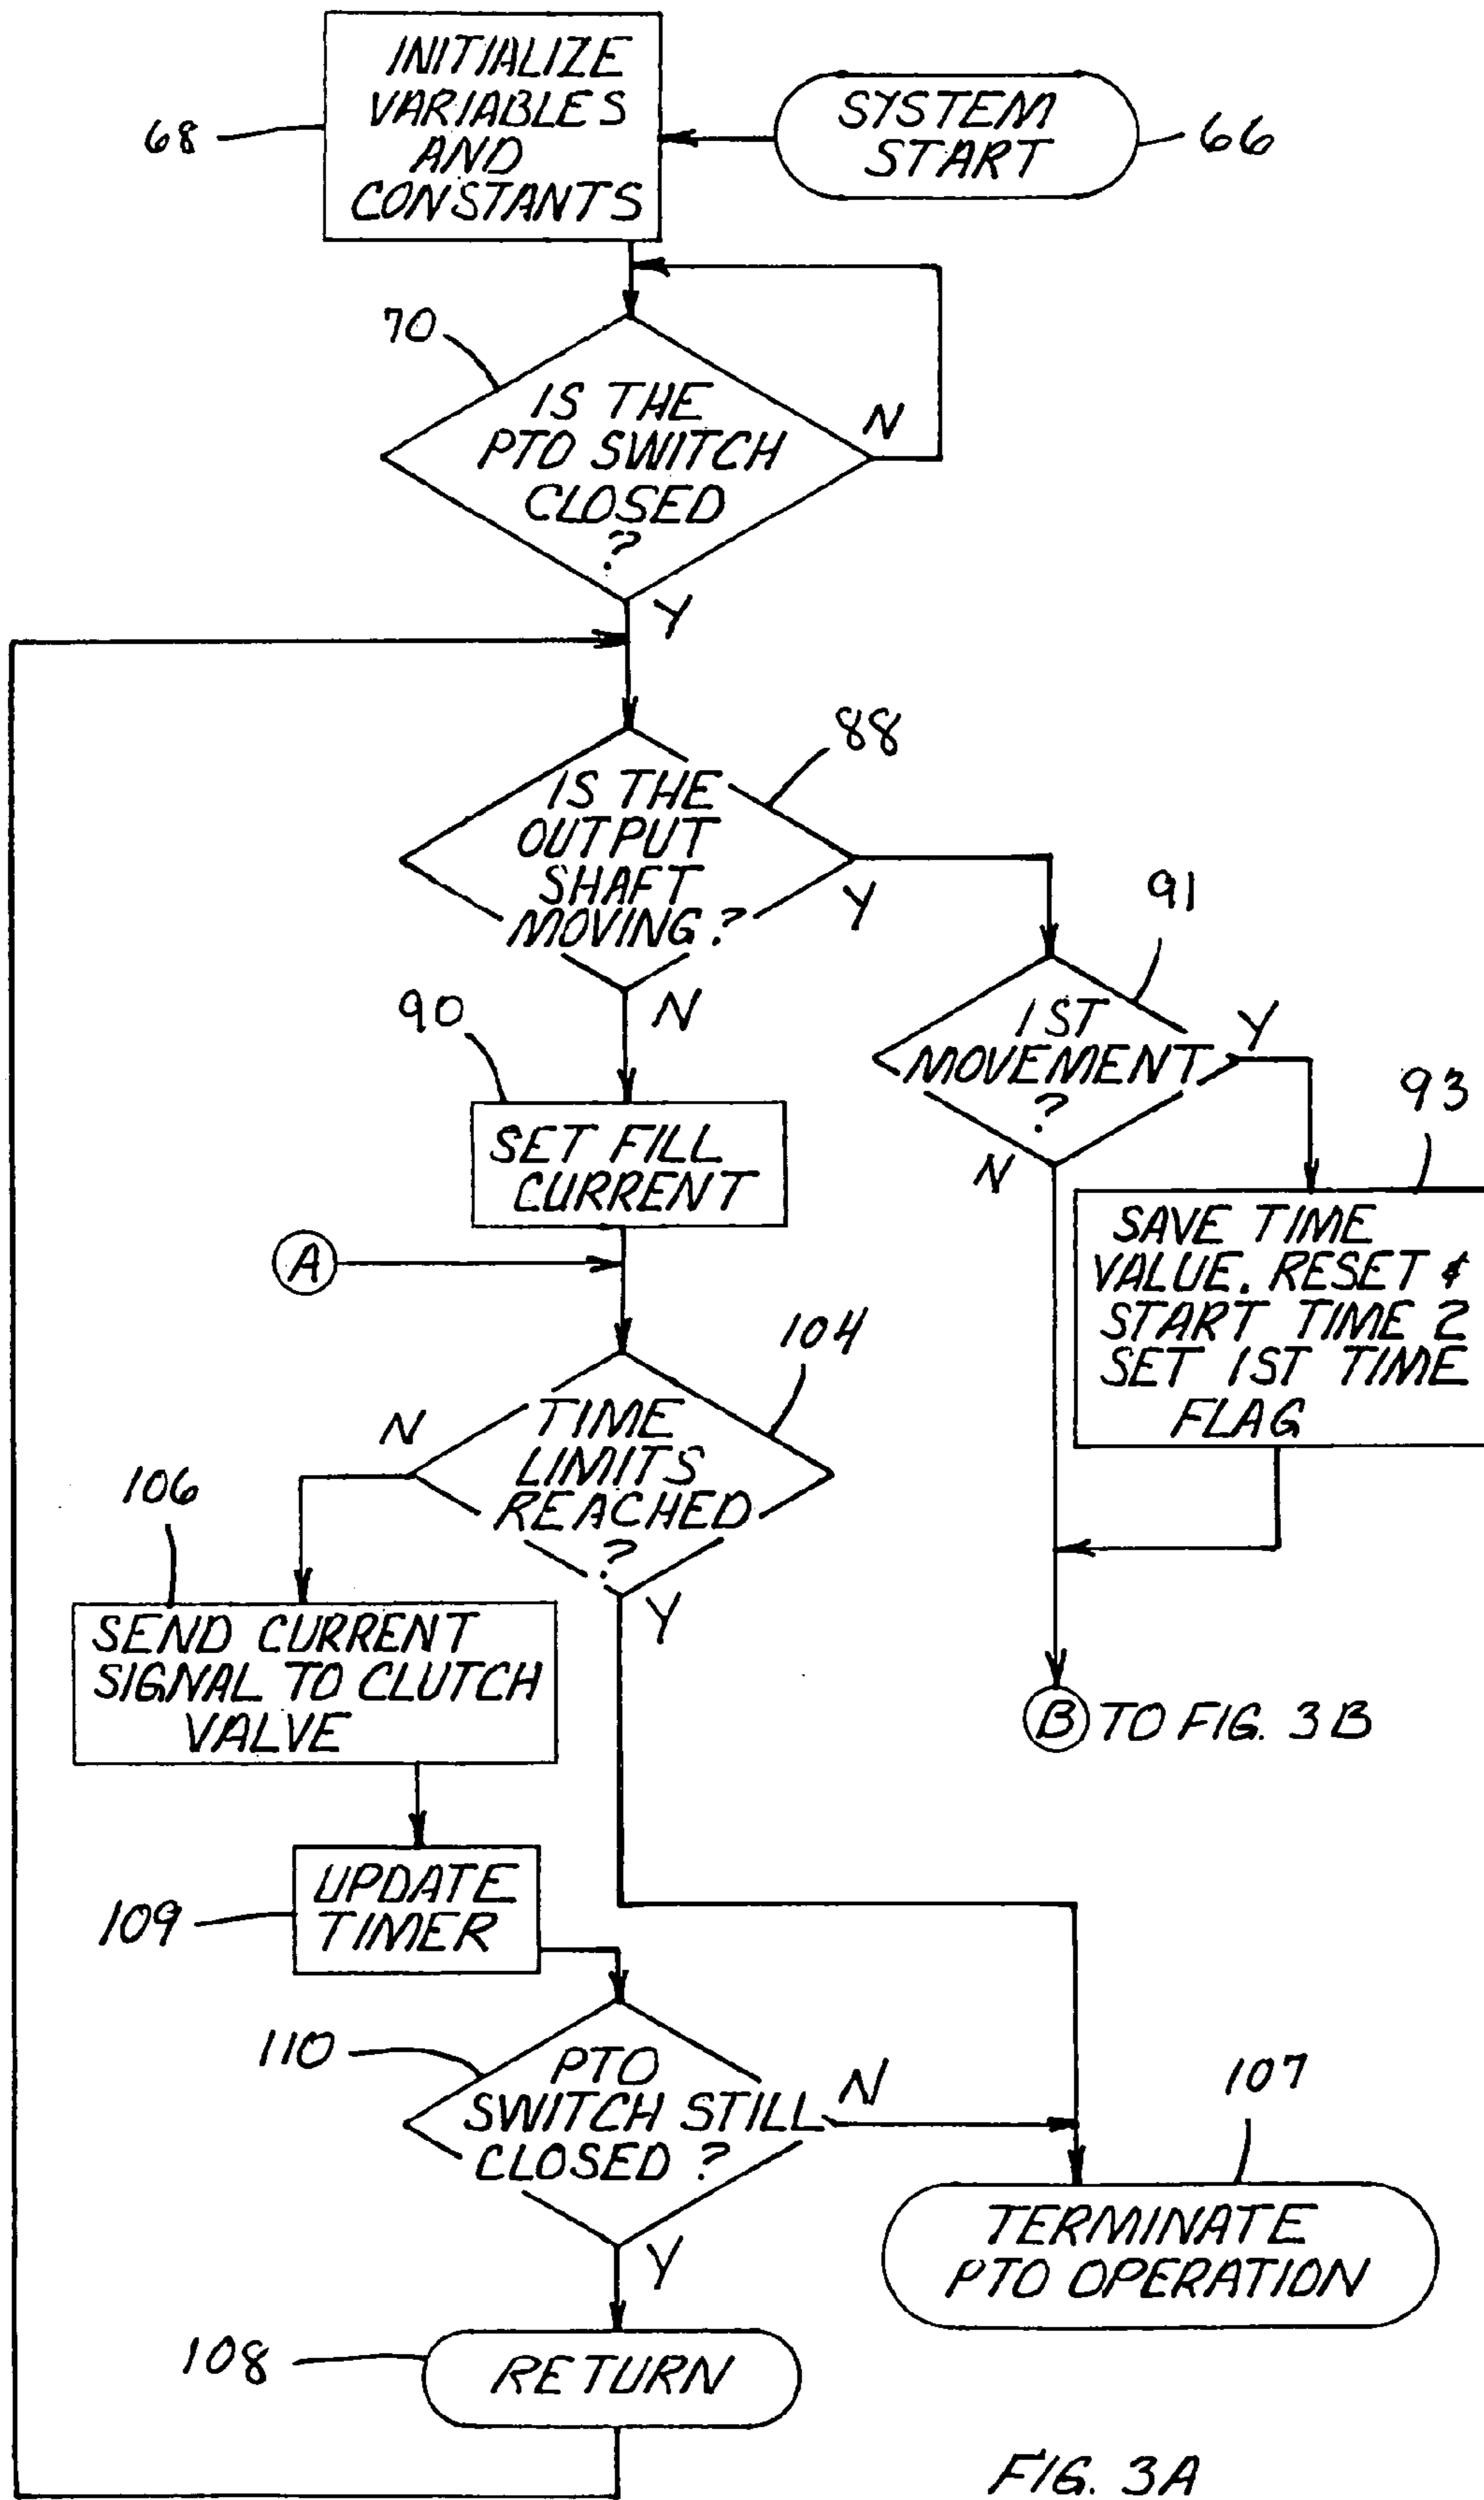 INITIALIZE
VARIABLES
AND
CONSTANTS
68
SYSTEM
START
66
70
IS THE
PTO SWITCH
CLOSED
?
N
Y
88
IS THE
OUTPUT
SHAFT
MOVING?
Y
N
91
1ST
MOVEMENT
?
Y
N
90
SET FILL
CURRENT
93
SAVE TIME
VALUE. RESET &
START TIME 2
SET 1ST TIME
FLAG
A
104
TIME
LIMITS
REACHED
?
N
Y
106
SEND CURRENT
SIGNAL TO CLUTCH
VALVE
B TO FIG. 3B
109
UPDATE
TIMER
110
PTO
SWITCH STILL
CLOSED?
N
Y
107
TERMINATE
PTO OPERATION
108
RETURN
FIG. 3A